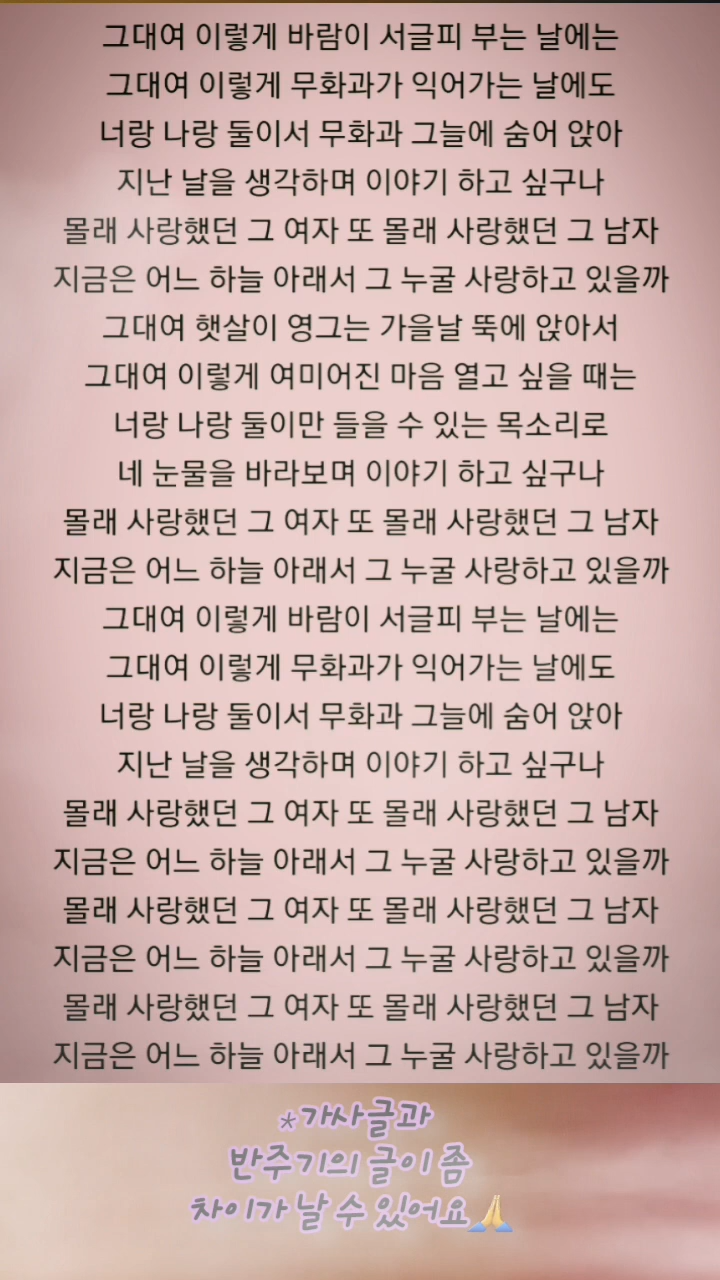 그대여 이렇게 바람이 서글피 부는 날에는
그대여 이렇게 무화과가 익어가는 날에도
너랑 나랑 둘이서 무화과 그늘에 숨어 앉아
지난 날을 생각하며 이야기 하고 싶구나
몰래 사랑했던 그 여자 또 몰래 사랑했던 그 남자
지금은 어느 하늘 아래서 그 누굴 사랑하고 있을까
그대여 햇살이 영그는 가을날 뚝에 앉아서
그대여 이렇게 여미어진 마음 열고 싶을 때는
너랑 나랑 둘이만 들을 수 있는 목소리로
네 눈물을 바라보며 이야기 하고 싶구나
몰래 사랑했던 그 여자 또 몰래 사랑했던 그 남자
지금은 어느 하늘 아래서 그 누굴 사랑하고 있을까
그대여 이렇게 바람이 서글피 부는 날에는
그대여 이렇게 무화과가 익어가는 날에도
너랑 나랑 둘이서 무화과 그늘에 숨어 앉아
지난 날을 생각하며 이야기 하고 싶구나
몰래 사랑했던 그 여자 또 몰래 사랑했던 그 남자
지금은 어느 하늘 아래서 그 누굴 사랑하고 있을까
몰래 사랑했던 그 여자 또 몰래 사랑했던 그 남자
지금은 어느 하늘 아래서 그 누굴 사랑하고 있을까
몰래 사랑했던 그 여자 또 몰래 사랑했던 그 남자
지금은 어느 하늘 아래서 그 누굴 사랑하고 있을까
*가사글과
반주기의 글이 좀
차이가 날 수 있어요🙏